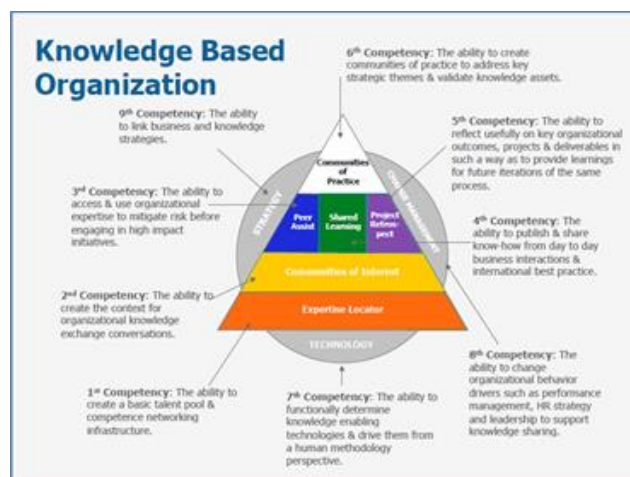 Knowledge Based
Organization
6th Competency: The ability to create
communities of practice to address key
strategic themes & validate knowledge assets.
9th Competency: The ability
to link business and knowledge
strategies.
5th Competency: The ability to
reflect usefully on key organizational
outcomes, projects & deliverables in
such a way as to provide learnings
for future iterations of the same
process.
3rd Competency: The ability to
access & use organizational
expertise to mitigate risk before
engaging in high impact
initiatives.
Communities
of
Practice
STRATEGY
CHANGE MANAGEMENT
Peer
Assist
Shared
Learning
Project
Retros-
pect
4th Competency: The
ability to publish & share
know-how from day to day
business interactions &
international best practice.
Communities of Interest
2nd Competency: The ability to
create the context for
organizational knowledge
exchange conversations.
Expertise Locator
TECHNOLOGY
8th Competency: The
ability to change
organizational behavior
drivers such as performance
management, HR strategy
and leadership to support
knowledge sharing.
1st Competency: The ability to
create a basic talent pool &
competence networking
infrastructure.
7th Competency: The ability to
functionally determine
knowledge enabling
technologies & drive them from
a human methodology
perspective.